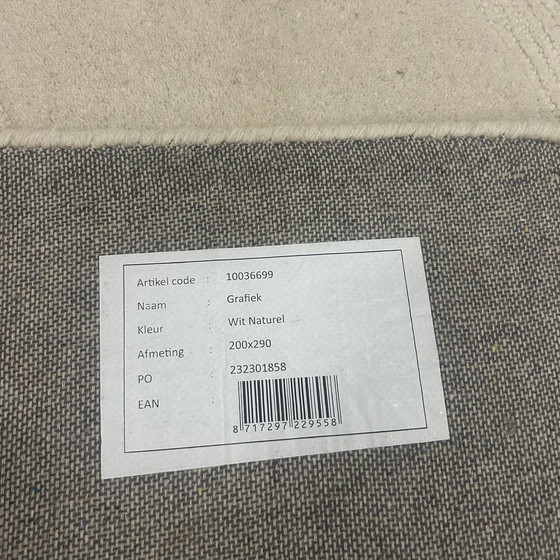 Artikel code : 10036699
Naam : Grafiek
Kleur : Wit Naturel
Afmeting : 200x290
PO : 232301858
EAN :
8 717297 229558